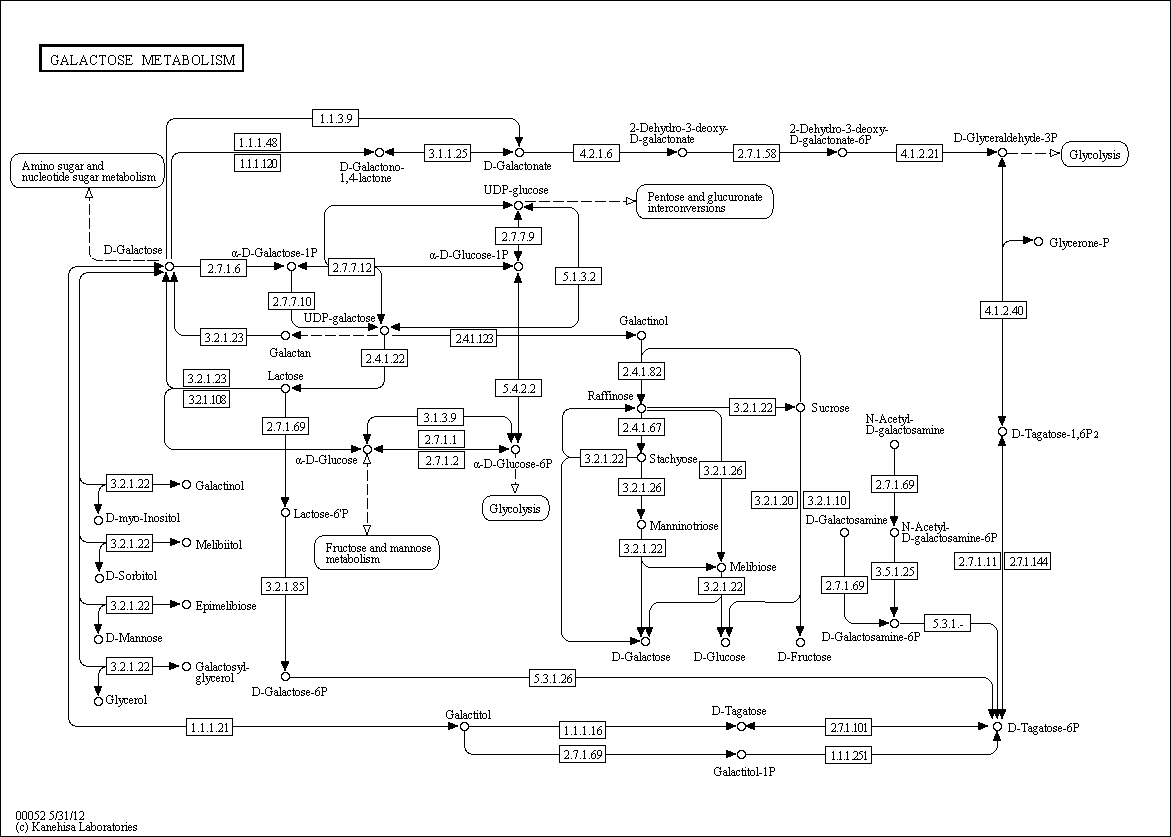 GALACTOSE METABOLISM
1.1.3.9
1.1.1.48
1.1.1.120
D-Galactono-
1,4-lactone
3.1.1.25
D-Galactonate
4.2.1.6
2-Dehydro-3-deoxy-
D-galactonate
2.7.1.58
2-Dehydro-3-deoxy-
D-galactonate-6P
4.1.2.21
D-Glyceraldehyde-3P
Glycolysis
Amino sugar and
nucleotide sugar metabolism
UDP-glucose
Pentose and glucuronate
interconversions
2.7.7.9
D-Galactose
2.7.1.6
α-D-Galactose-1P
2.7.7.12
α-D-Glucose-1P
5.1.3.2
Glycerone-P
2.7.7.10
UDP-galactose
4.1.2.40
3.2.1.23
Galactan
2.4.1.123
Galactinol
2.4.1.22
Lactose
3.2.1.23
3.2.1.108
5.4.2.2
2.4.1.82
Raffinose
3.2.1.22
Sucrose
2.7.1.69
3.1.3.9
2.7.1.1
2.7.1.2
α-D-Glucose
α-D-Glucose-6P
2.4.1.67
3.2.1.22
Stachyose
3.2.1.26
3.2.1.26
N-Acetyl-
D-galactosamine
D-Tagatose-1,6P2
3.2.1.22
Galactinol
D-myo-Inositol
Lactose-6'P
Glycolysis
Manninotriose
3.2.1.20
3.2.1.10
2.7.1.69
D-Galactosamine
N-Acetyl-
D-galactosamine-6P
3.2.1.22
Melibiitol
D-Sorbitol
Fructose and mannose
metabolism
3.2.1.22
Melibiose
3.2.1.22
2.7.1.11
2.7.1.144
3.5.1.25
2.7.1.69
3.2.1.85
3.2.1.22
Epimelibiose
D-Mannose
D-Galactose
D-Glucose
D-Fructose
D-Galactosamine-6P
5.3.1.-
3.2.1.22
Galactosyl-
glycerol
Glycerol
D-Galactose-6P
5.3.1.26
1.1.1.21
Galactitol
1.1.1.16
D-Tagatose
2.7.1.101
D-Tagatose-6P
2.7.1.69
Galactitol-1P
1.1.1.251
00052 5/31/12
(c) Kanehisa Laboratories